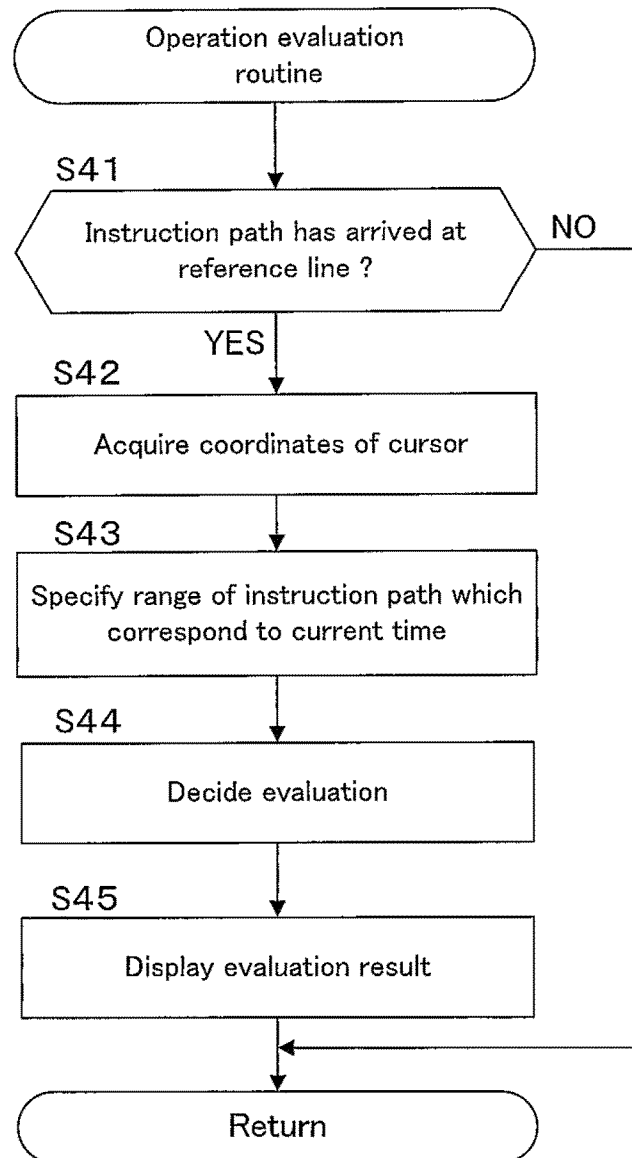 Operation evaluation
routine
S41
Instruction path has arrived at
reference line ?
NO
YES
S42
Acquire coordinates of cursor
S43
Specify range of instruction path which
correspond to current time
S44
Decide evaluation
S45
Display evaluation result
Return